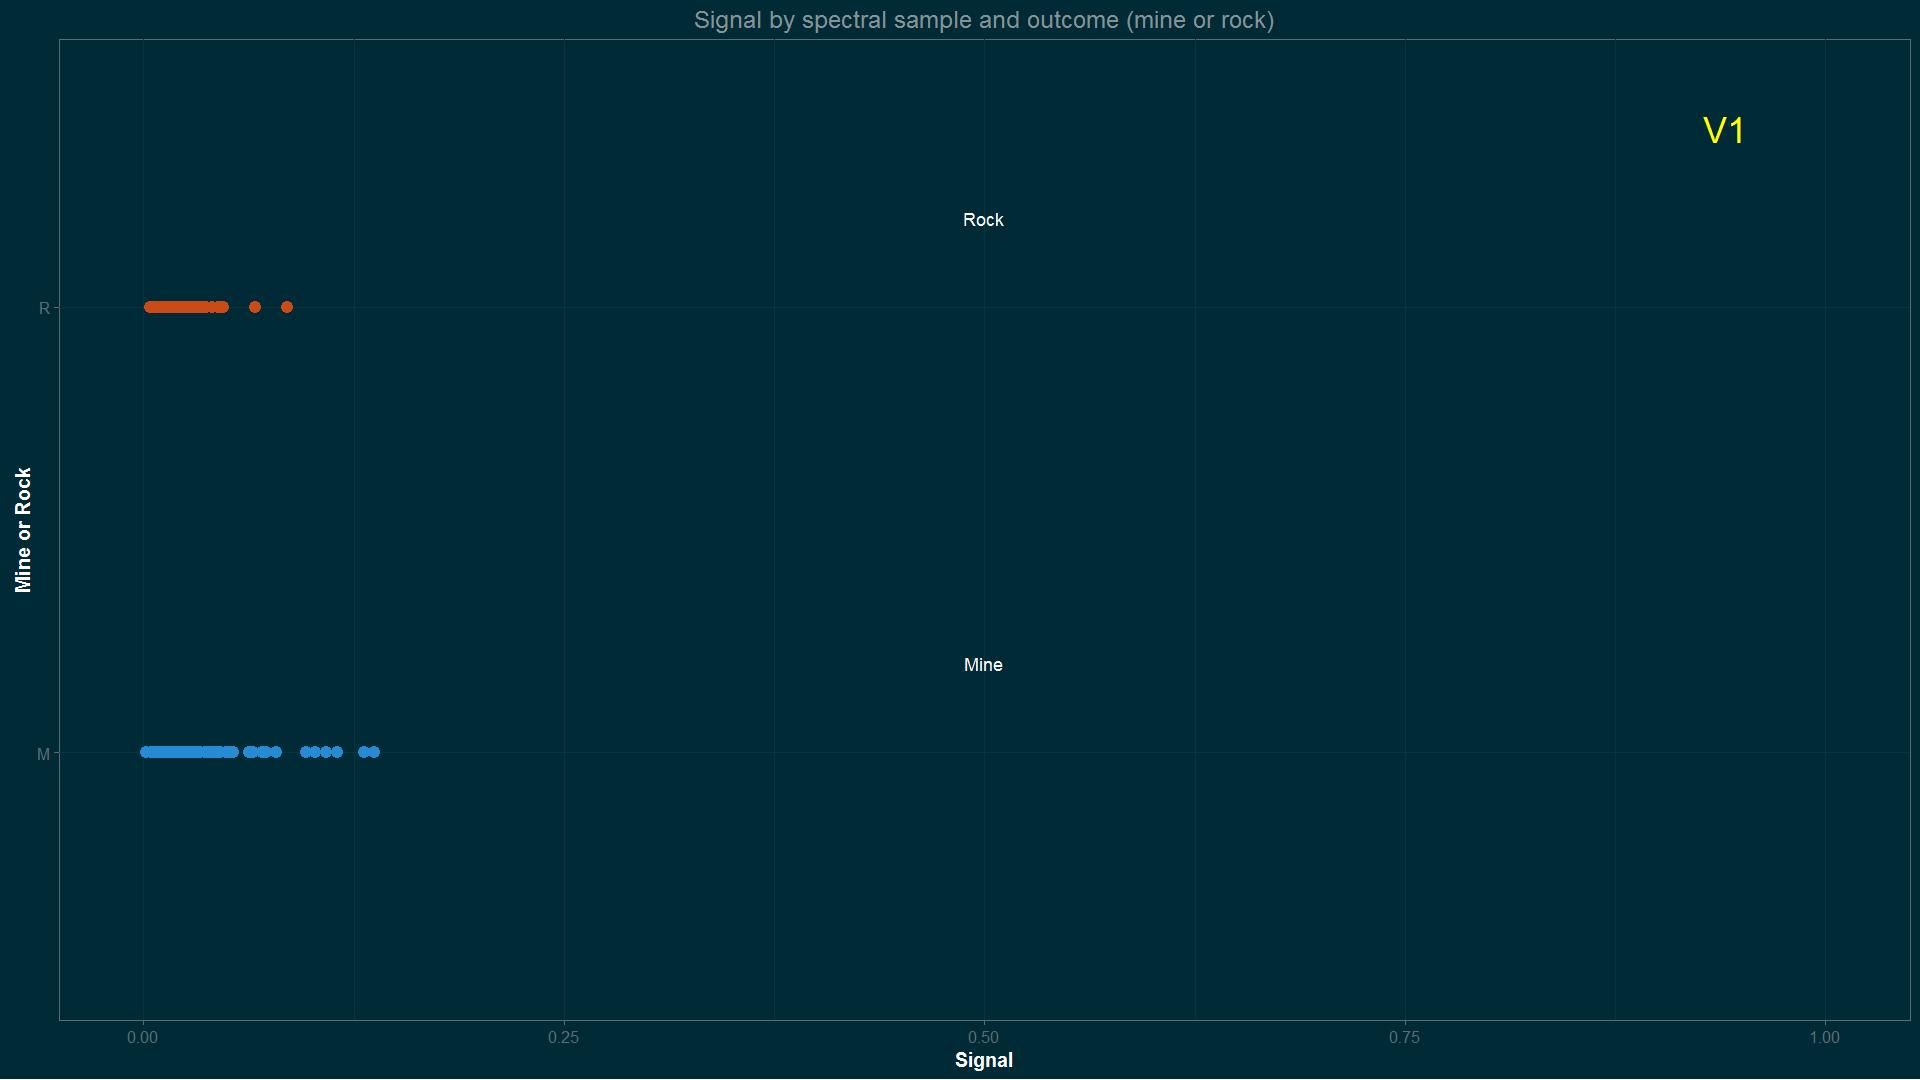 Signal by spectral sample and outcome (mine or rock)
V1
Rock
R
Mine or Rock
Mine
M
0.00 0.25 0.50 0.75 1.00
Signal